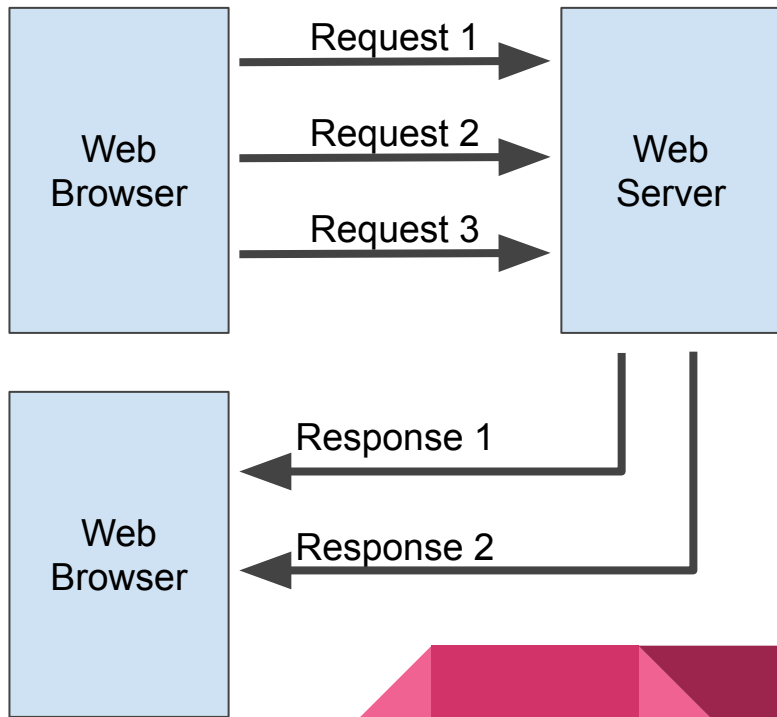 Request 1
Web
Browser
Request 2
Web
Server
Request 3
Response 1
Web
Browser
Response 2